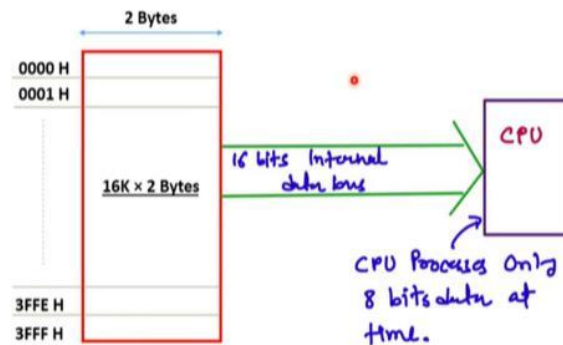 2 Bytes
0000 H
0001 H
16K × 2 Bytes
3FFE H
3FFF H
16 bits Internal
data bus
CPU
CPU Processes Only
8 bits data at
time.